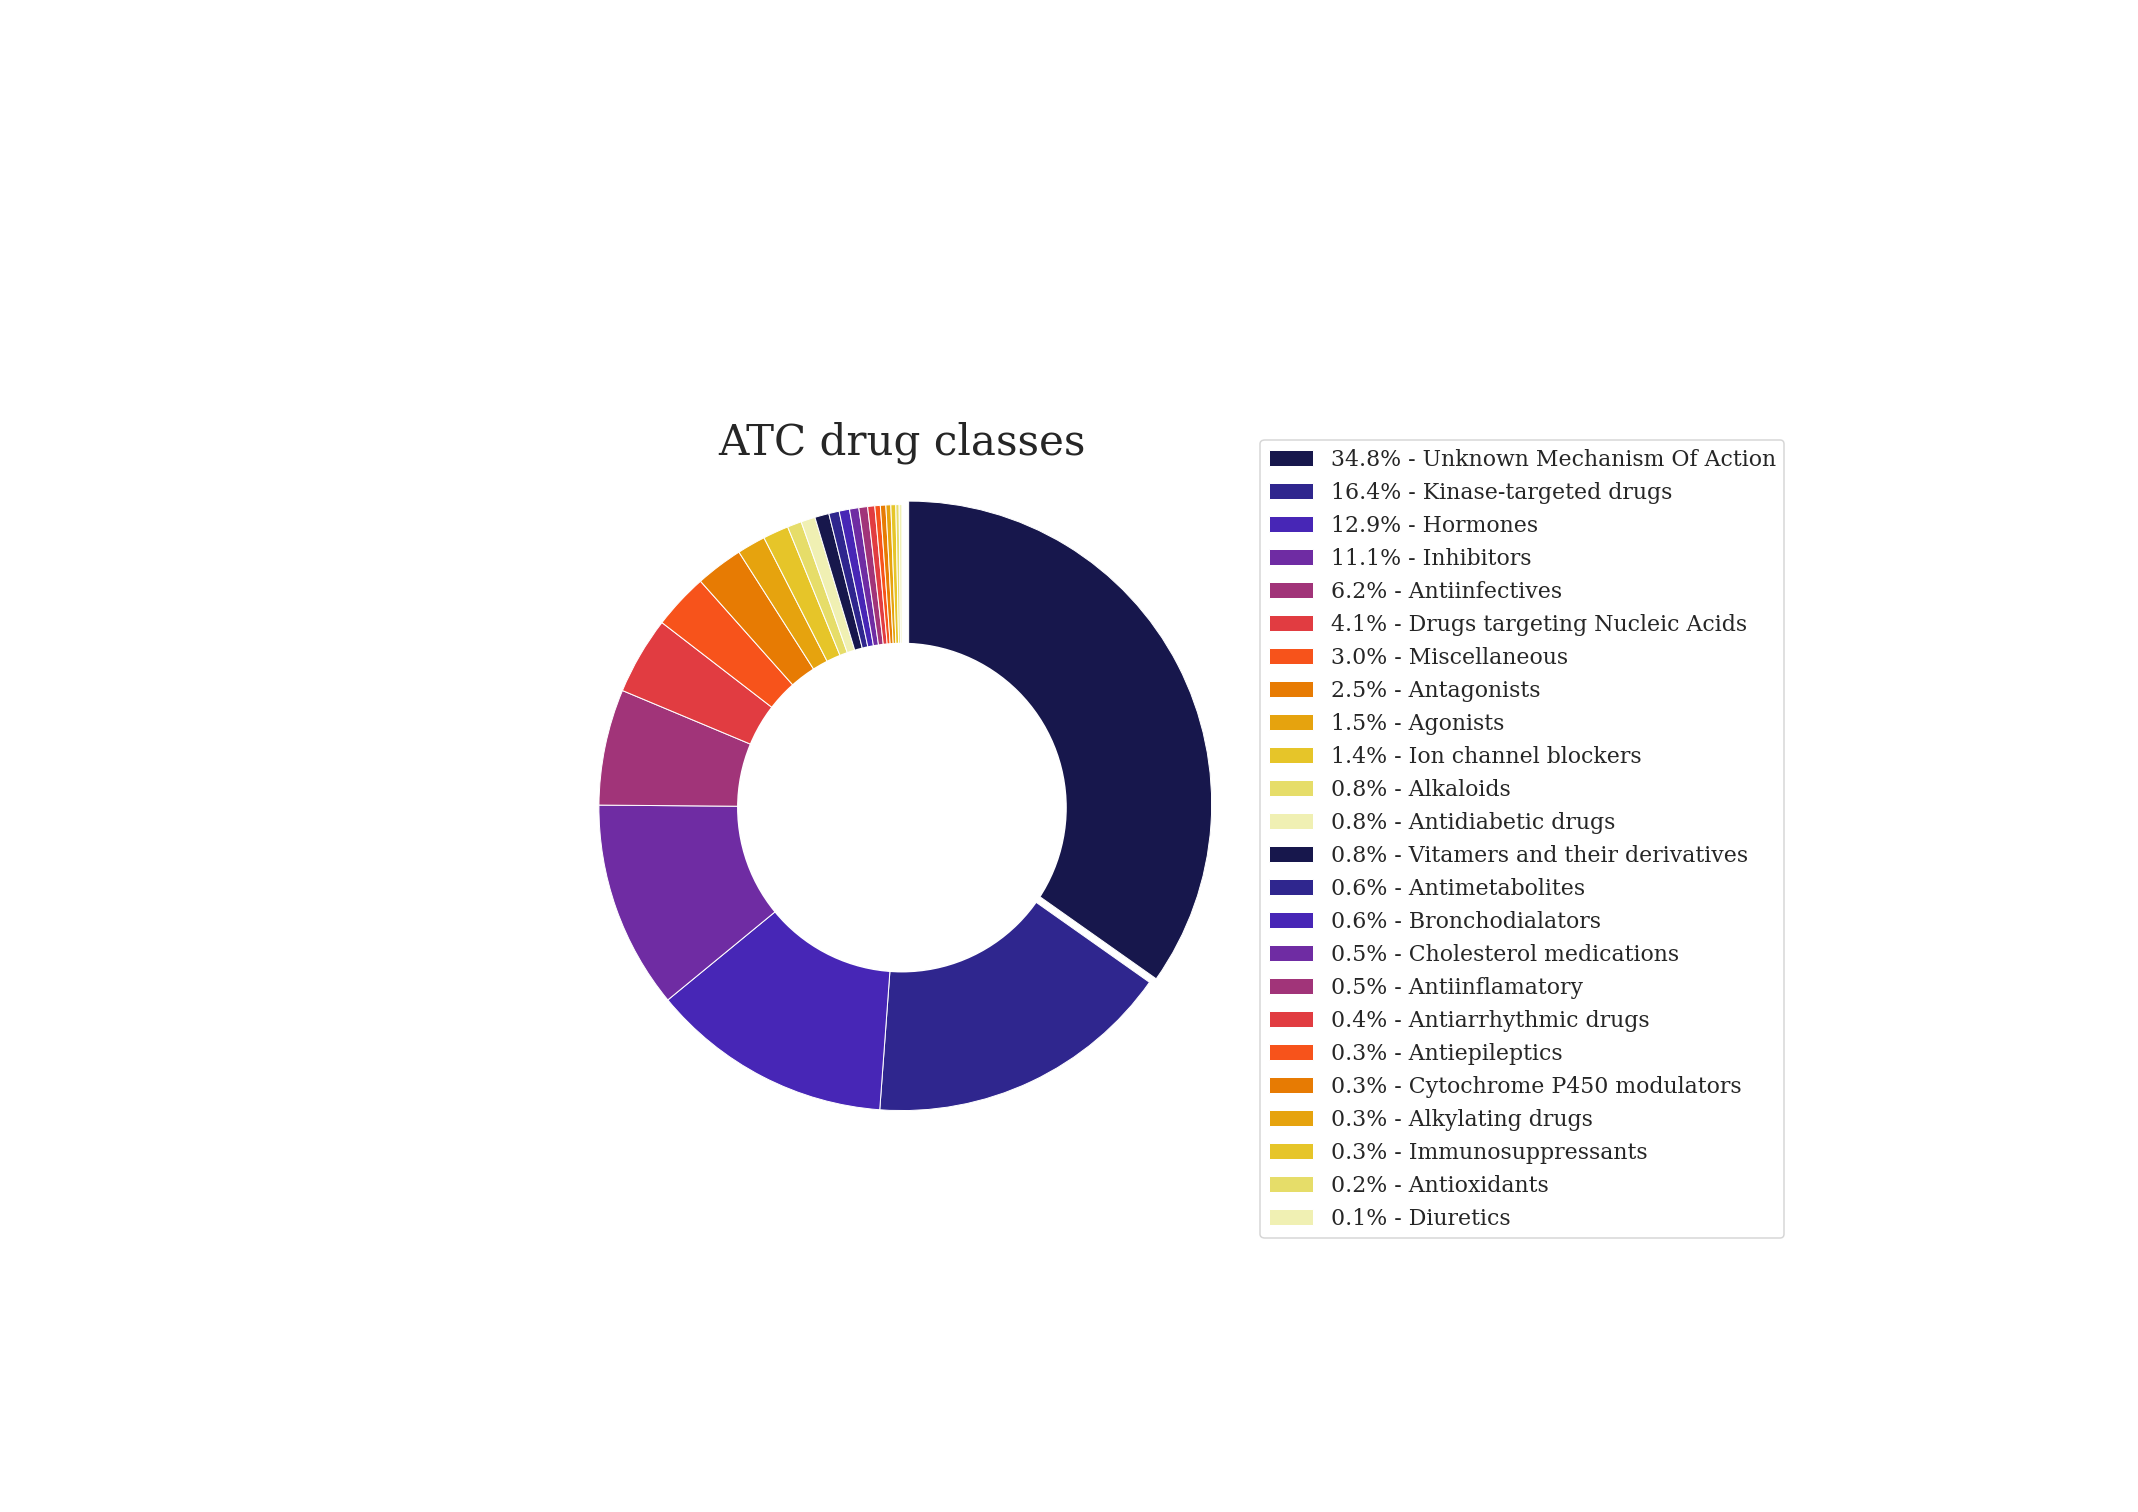 ATC drug classes
34.8% - Unknown Mechanism Of Action
16.4% - Kinase-targeted drugs
12.9% - Hormones
11.1% - Inhibitors
6.2% - Antiinfectives
4.1% - Drugs targeting Nucleic Acids
3.0% - Miscellaneous
2.5% - Antagonists
1.5% - Agonists
1.4% - Ion channel blockers
0.8% - Alkaloids
0.8% - Antidiabetic drugs
0.8% - Vitamers and their derivatives
0.6% - Antimetabolites
0.6% - Bronchodialators
0.5% - Cholesterol medications
0.5% - Antiinflamatory
0.4% - Antiarrhythmic drugs
0.3% - Antiepileptics
0.3% - Cytochrome P450 modulators
0.3% - Alkylating drugs
0.3% - Immunosuppressants
0.2% - Antioxidants
0.1% - Diuretics